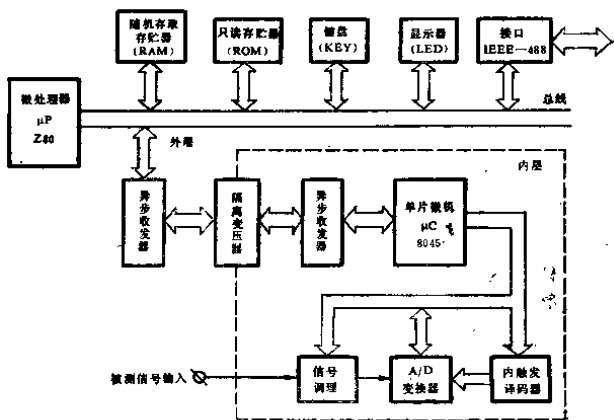 随机存取
存贮器
(RAM)
只读存贮器
(ROM)
键盘
(KEY)
显示器
(LED)
接口
IEEE—488
微处理器
μP
Z80
总线
外层
内层
异步收发器
隔离变压器
异步收发器
单片微机
μC
8045
被测信号输入
信号
调理
A/D
变换器
内触发
译码器